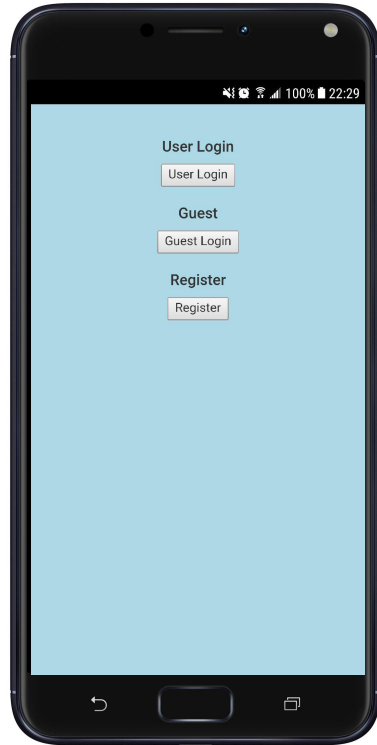 100% 22:29
User Login
User Login
Guest
Guest Login
Register
Register